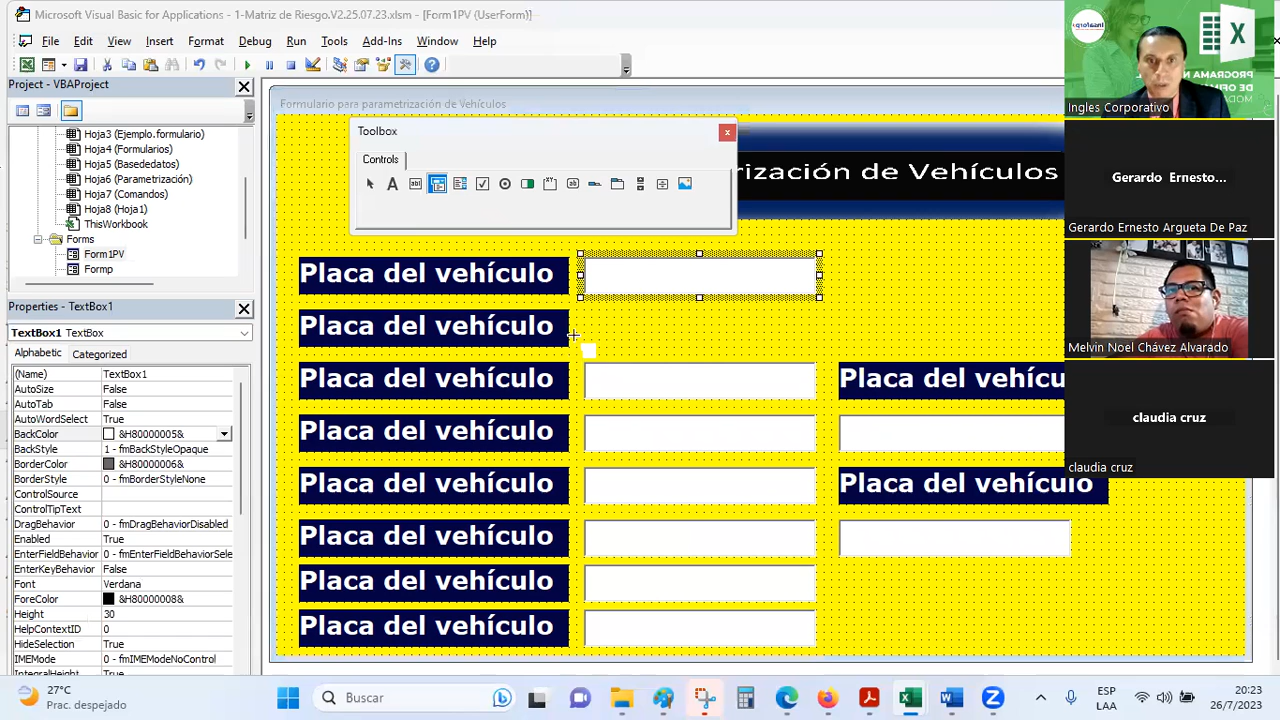 Microsoft Visual Basic for Applications - 1-Matriz de Riesgo.V2.25.07.23.xlsm - [Form1PV (UserForm)]
File Edit View Insert Format Debug Run Tools Add-Ins Window Help
Project - VBAProject
Hoja3 (Ejemplo.formulario)
Hoja4 (Formularios)
Hoja5 (Basededatos)
Hoja6 (Parametrización)
Hoja7 (Comandos)
Hoja8 (Hoja1)
ThisWorkbook
Forms
Form1PV
Formp
Properties - TextBox1
TextBox1 TextBox
Alphabetic Categorized
(Name) TextBox1
AutoSize False
AutoTab False
AutoWordSelect True
BackColor &H80000005&
BackStyle 1 - fmBackStyleOpaque
BorderColor &H80000006&
BorderStyle 0 - fmBorderStyleNone
ControlSource
ControlTipText
DragBehavior 0 - fmDragBehaviorDisabled
Enabled True
EnterFieldBehavior 0 - fmEnterFieldBehaviorSele
EnterKeyBehavior False
Font Verdana
ForeColor &H80000008&
Height 30
HelpContextID 0
HideSelection True
IMEMode 0 - fmIMEModeNoControl
IntegralHeight True
Formulario para parametrización de Vehículos
Toolbox
Controls
rización de Vehículos
Placa del vehículo
Placa del vehículo
Placa del vehículo Placa del vehícu
Placa del vehículo
Placa del vehículo Placa del vehículo
Placa del vehículo
Placa del vehículo
Placa del vehículo
Ingles Corporativo
Gerardo Ernesto...
Gerardo Ernesto Argueta De Paz
Melvin Noel Chávez Alvarado
claudia cruz
claudia cruz
27°C
rac. despejado
Buscar
ESP
LAA
20:23
26/7/2023